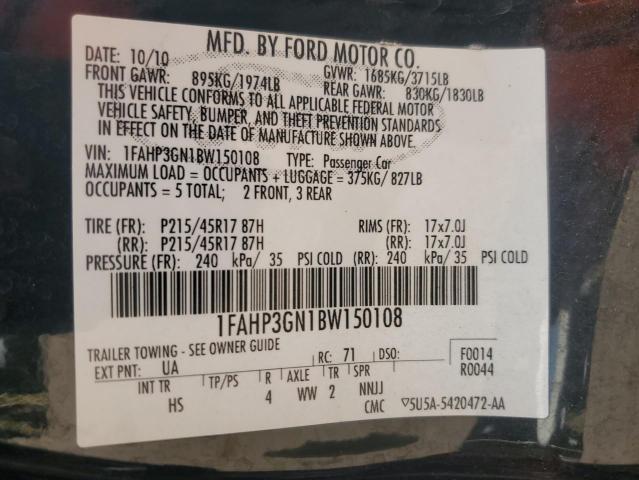 MFD. BY FORD MOTOR CO.
DATE: 10/10
GVWR: 1685KG/3715LB
FRONT GAWR: 895KG/1974LB
REAR GAWR: 830KG/1830LB
THIS VEHICLE CONFORMS TO ALL APPLICABLE FEDERAL MOTOR
VEHICLE SAFETY, BUMPER, AND THEFT PREVENTION STANDARDS
IN EFFECT ON THE DATE OF MANUFACTURE SHOWN ABOVE.
VIN: 1FAHP3GN1BW150108 TYPE: Passenger Car
MAXIMUM LOAD = OCCUPANTS + LUGGAGE = 375KG/ 827LB
OCCUPANTS = 5 TOTAL; 2 FRONT, 3 REAR
TIRE (FR): P215/45R17 87H RIMS (FR): 17x7.0J
(RR): P215/45R17 87H (RR): 17x7.0J
PRESSURE (FR): 240 kPa/ 35 PSI COLD (RR): 240 kPa/ 35 PSI COLD
1FAHP3GN1BW150108
TRAILER TOWING - SEE OWNER GUIDE
EXT PNT: UA RC: 71 DSO:
F0014
R0044
INT TR TP/PS R AXLE TR SPR
HS 4 WW 2 NNJJ
CMC ▽5U5A-5420472-AA